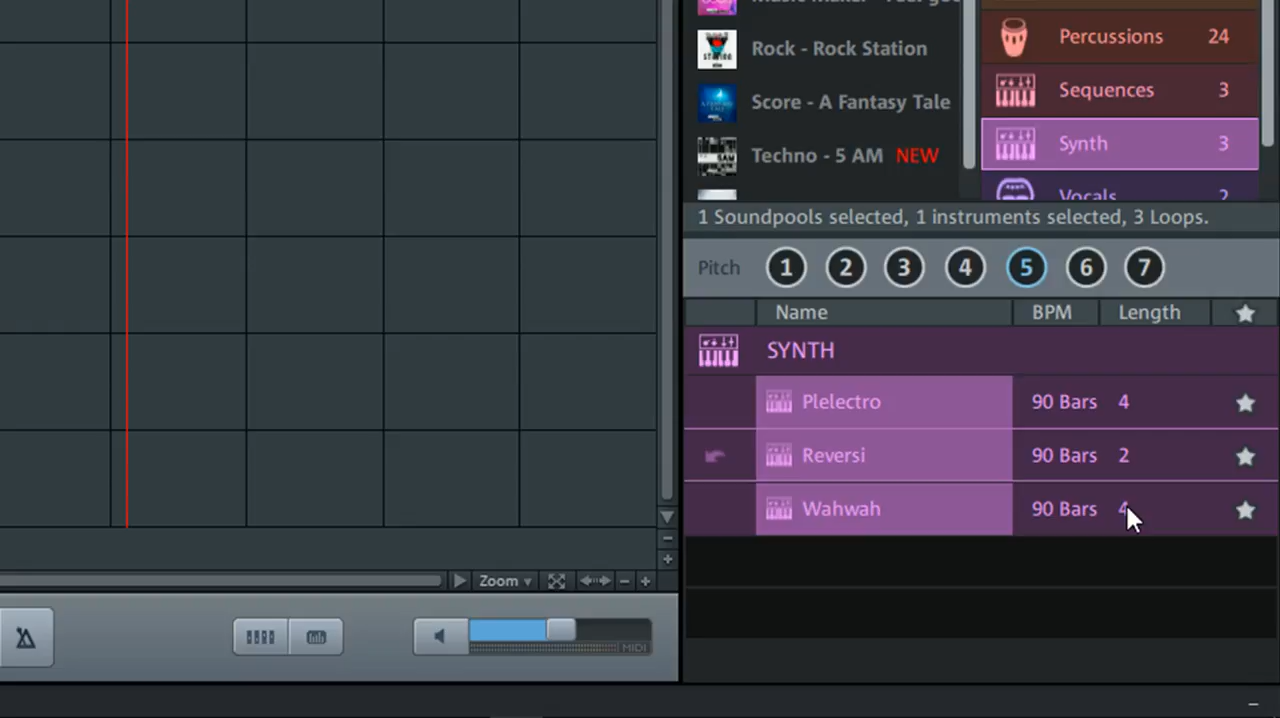 Rock - Rock Station
Score - A Fantasy Tale
Techno - 5 AM NEW
Percussions 24
Sequences 3
Synth 3
Vocals 2
1 Soundpools selected, 1 instruments selected, 3 Loops.
Pitch 1 2 3 4 5 6 7
Name BPM Length
SYNTH
Plelectro 90 Bars 4
Reversi 90 Bars 2
Wahwah 90 Bars 4
Zoom
MIDI